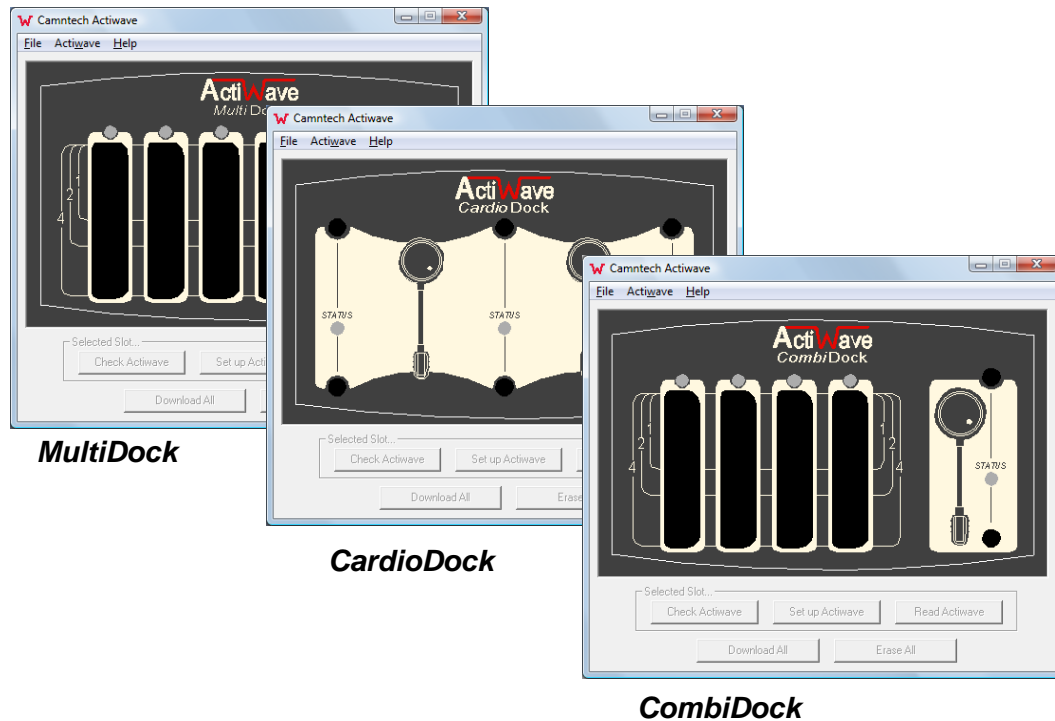 Camntech Actiwave
File Actiwave Help
ActiWave
Multi Do
1
2
4
Selected Slot...
Check Actiwave Set up Acti
Download All
MultiDock
Camntech Actiwave
File Actiwave Help
ActiWave
CardioDock
STATUS STATUS
Selected Slot...
Check Actiwave Set up Actiwave
Download All Erase
CardioDock
Camntech Actiwave
File Actiwave Help
ActiWave
CombiDock
1 1
2 2
4 4
STATUS
Selected Slot...
Check Actiwave Set up Actiwave Read Actiwave
Download All Erase All
CombiDock